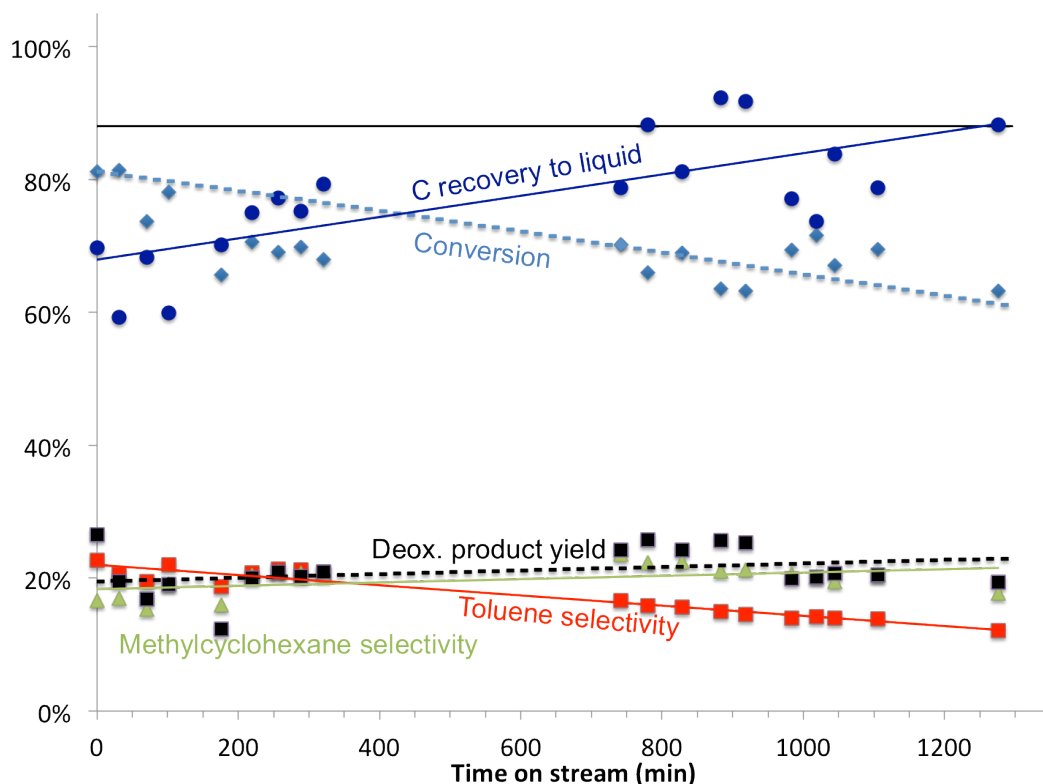 100%
80%
60%
40%
20%
0%
C recovery to liquid
Conversion
Deox. product yield
Toluene selectivity
Methylcyclohexane selectivity
0 200 400 600 800 1000 1200
Time on stream (min)